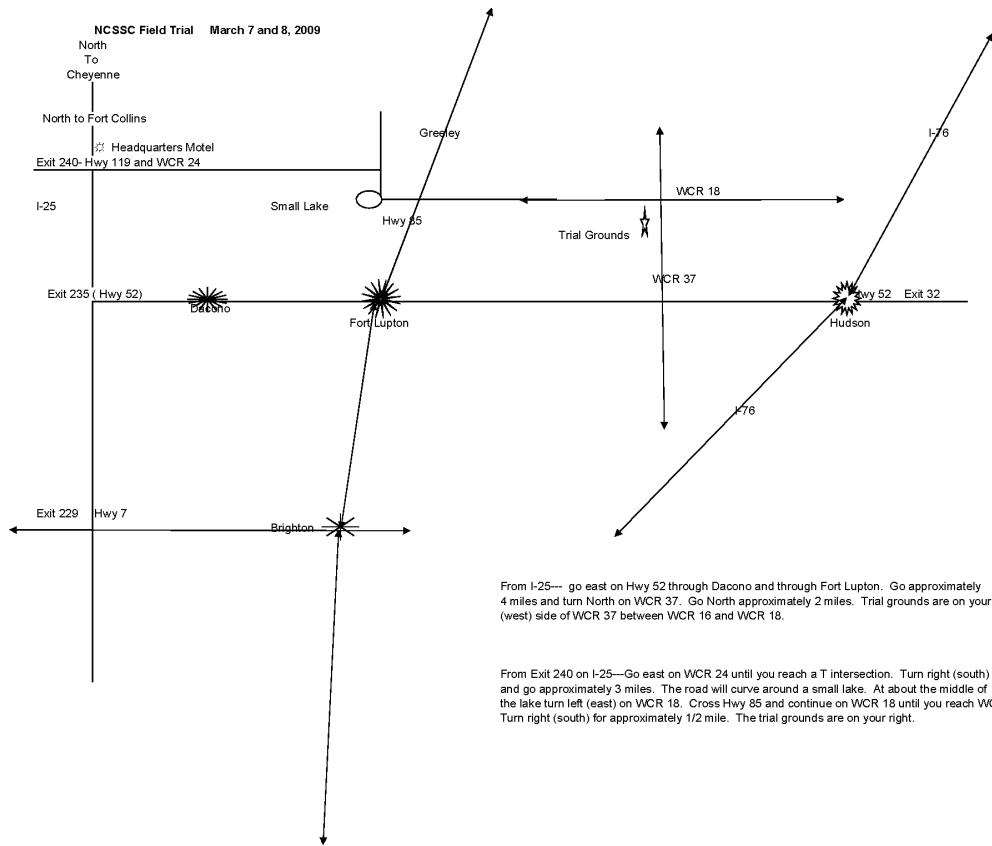 NCSSC Field Trial March 7 and 8, 2009
North
To
Cheyenne
North to Fort Collins
Headquarters Motel
Exit 240- Hwy 119 and WCR 24
Greeley
I-76
I-25
Small Lake
WCR 18
Hwy 85
Trial Grounds
WCR 37
Exit 235 ( Hwy 52)
Dacono
Fort Lupton
Hwy 52 Exit 32
Hudson
I-76
Exit 229 Hwy 7
Brighton
From I-25--- go east on Hwy 52 through Dacono and through Fort Lupton. Go approximately
4 miles and turn North on WCR 37. Go North approximately 2 miles. Trial grounds are on your
(west) side of WCR 37 between WCR 16 and WCR 18.
From Exit 240 on I-25---Go east on WCR 24 until you reach a T intersection. Turn right (south)
and go approximately 3 miles. The road will curve around a small lake. At about the middle of
the lake turn left (east) on WCR 18. Cross Hwy 85 and continue on WCR 18 until you reach
Turn right (south) for approximately 1/2 mile. The trial grounds are on your right.